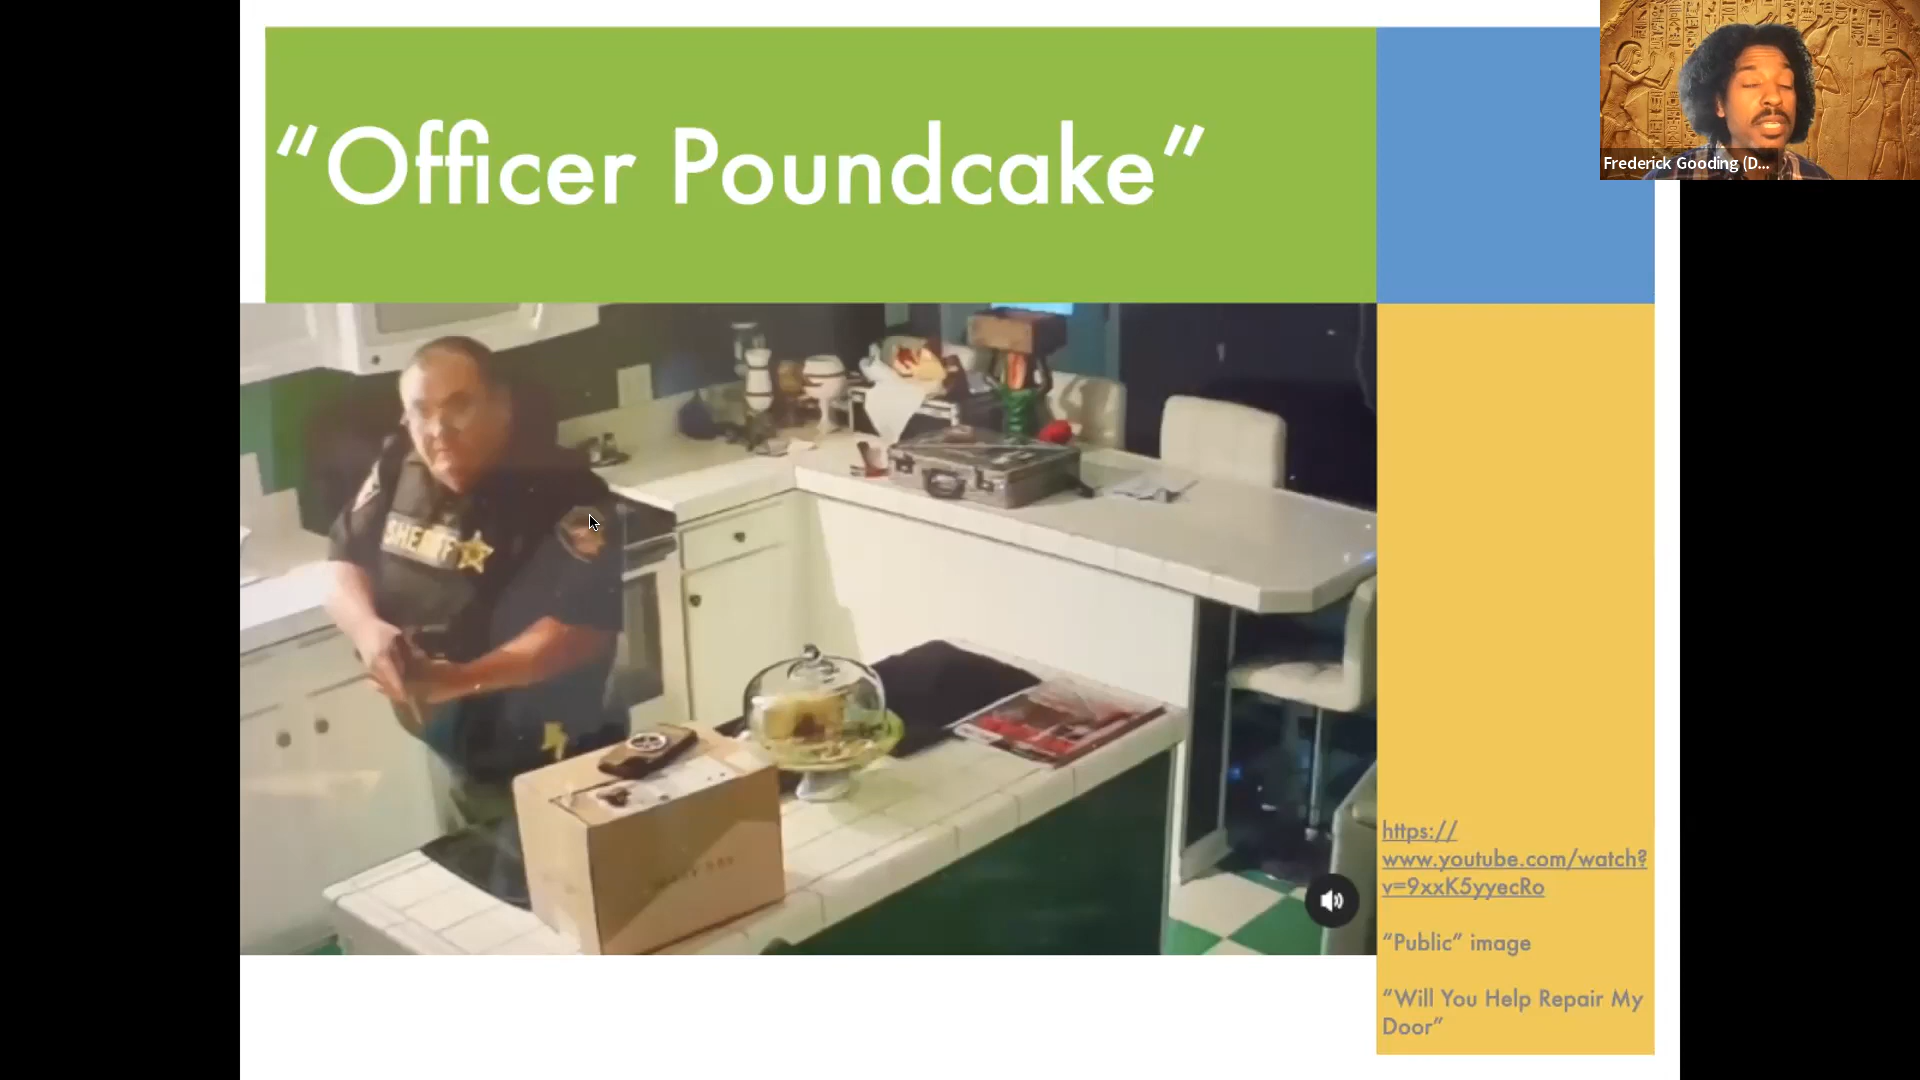 “Officer Poundcake”
Frederick Gooding (D...
SHERIFF
https://
www.youtube.com/watch?
v=9xxK5yyecRo
“Public” image
“Will You Help Repair My
Door”